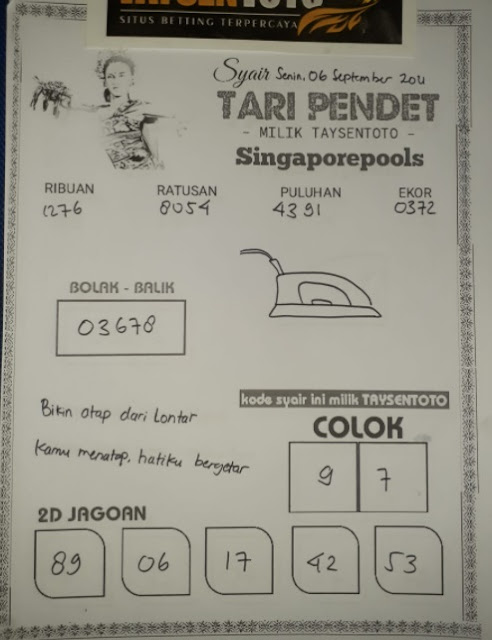 SITUS BETTING TERPERCAYA
Syair Senin, 06 September 2021
TARI PENDET
- MILIK TAYSENTOTO -
Singaporepools
RIBUAN RATUSAN PULUHAN EKOR
1276 8054 4391 0372
BOLAK - BALIK
03678
kode syair ini milik TAYSENTOTO
Bikin atap dari Lontar
Kamu menatap, hatiku bergetar
COLOK
9 7
2D JAGOAN
89 06 17 42 53